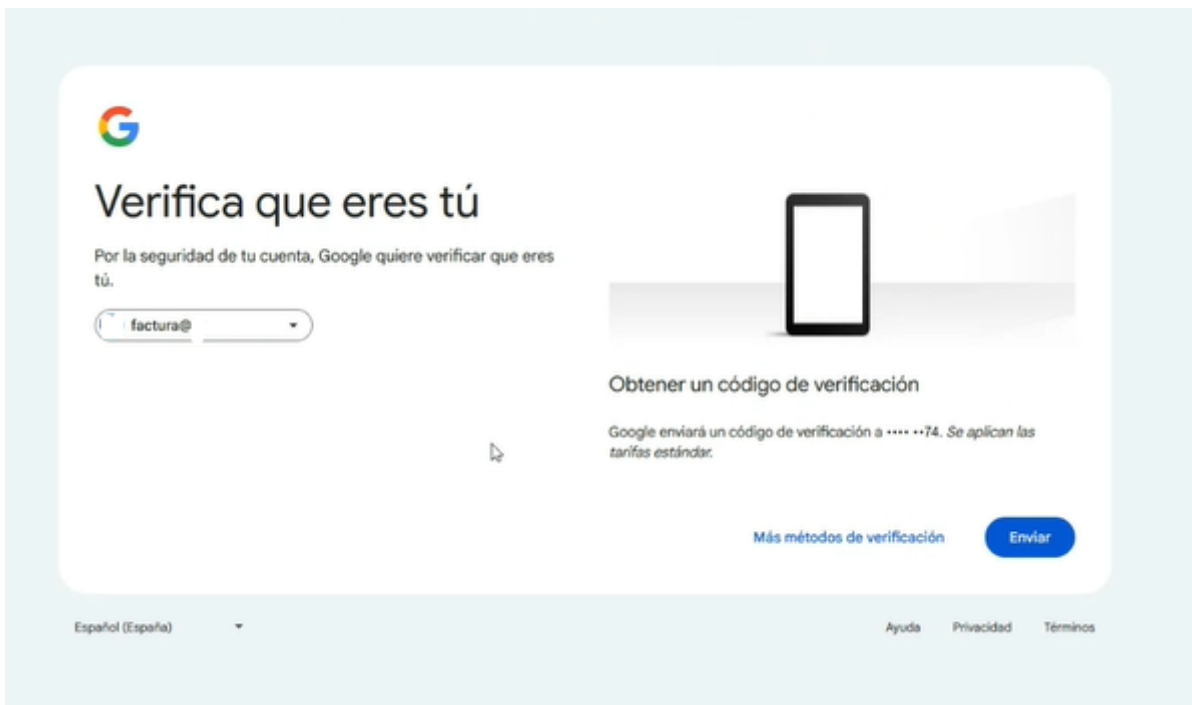 Verifica que eres tú
Por la seguridad de tu cuenta, Google quiere verificar que eres
tú.
factura@
Obtener un código de verificación
Google enviará un código de verificación a •••• ••74. Se aplican las
tarifas estándar.
Más métodos de verificación
Enviar
Español (España)
Ayuda Privacidad Términos